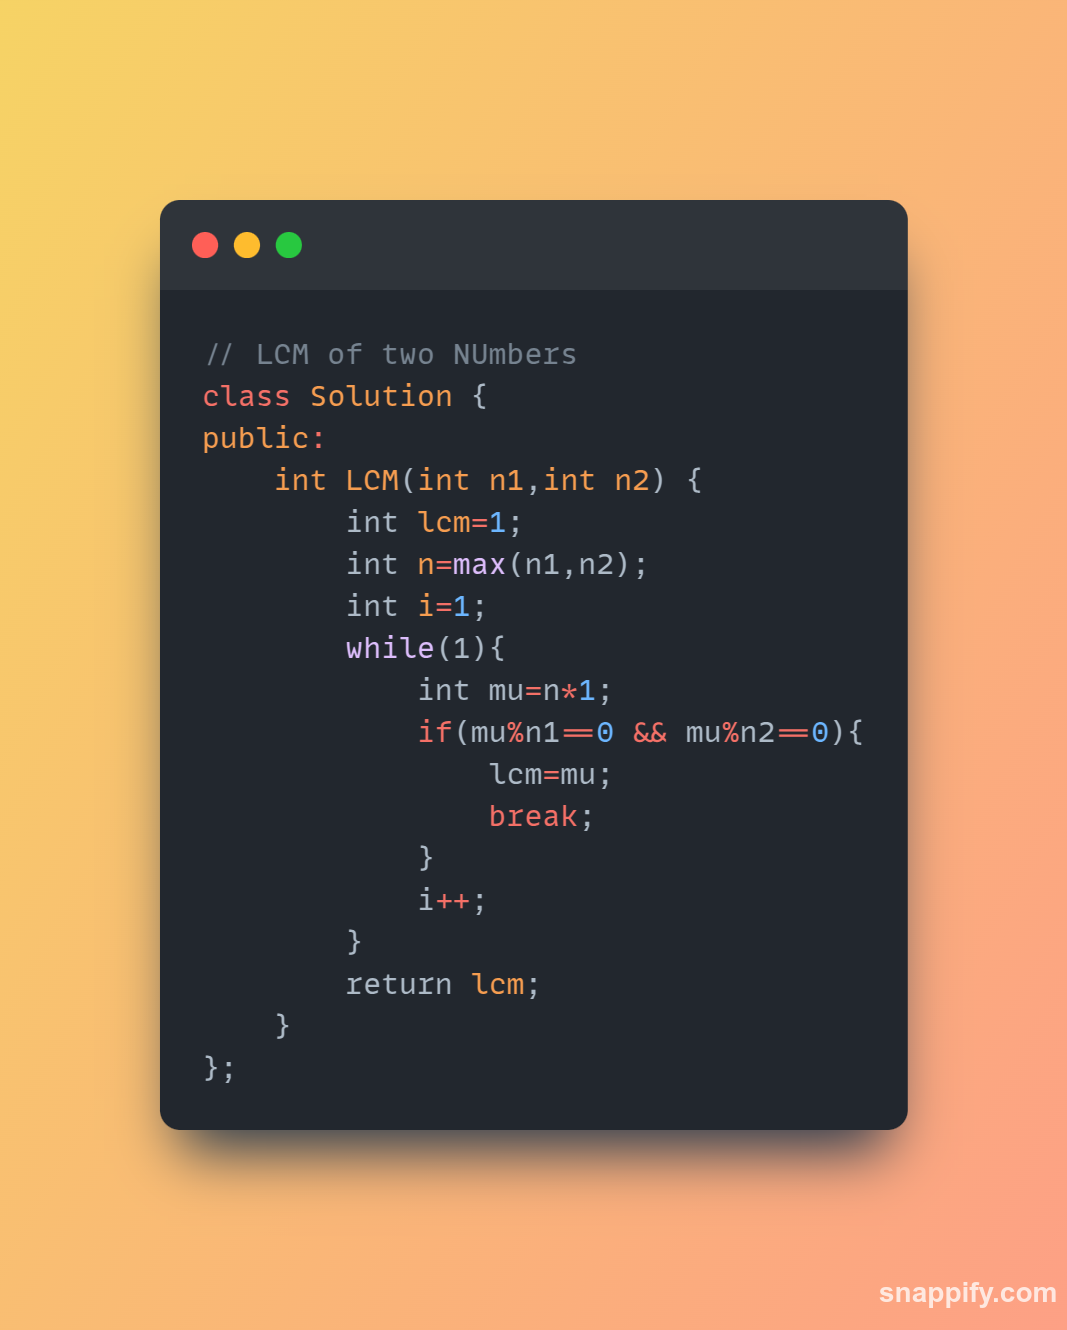 // LCM of two NUmbers
class Solution {
public:
    int LCM(int n1,int n2) {
        int lcm=1;
        int n=max(n1,n2);
        int i=1;
        while(1){
            int mu=n*1;
            if(mu%n1==0 && mu%n2==0){
                lcm=mu;
                break;
            }
            i++;
        }
        return lcm;
    }
};
snappify.com